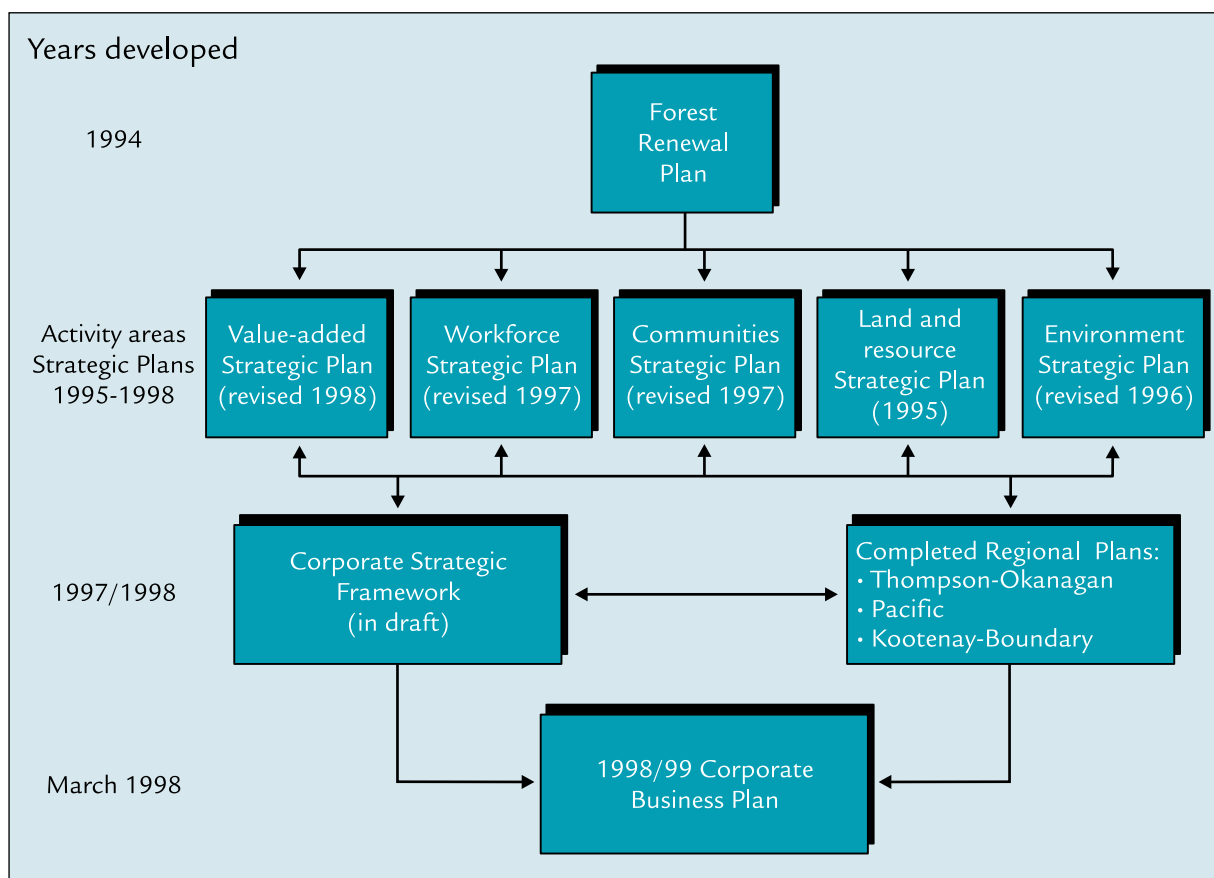 Years developed
1994
Forest
Renewal
Plan
Activity areas
Strategic Plans
1995-1998
Value-added
Strategic Plan
(revised 1998)
Workforce
Strategic Plan
(revised 1997)
Communities
Strategic Plan
(revised 1997)
Land and
resource
Strategic Plan
(1995)
Environment
Strategic Plan
(revised 1996)
1997/1998
Corporate Strategic
Framework
(in draft)
Completed Regional Plans:
• Thompson-Okanagan
• Pacific
• Kootenay-Boundary
March 1998
1998/99 Corporate
Business Plan